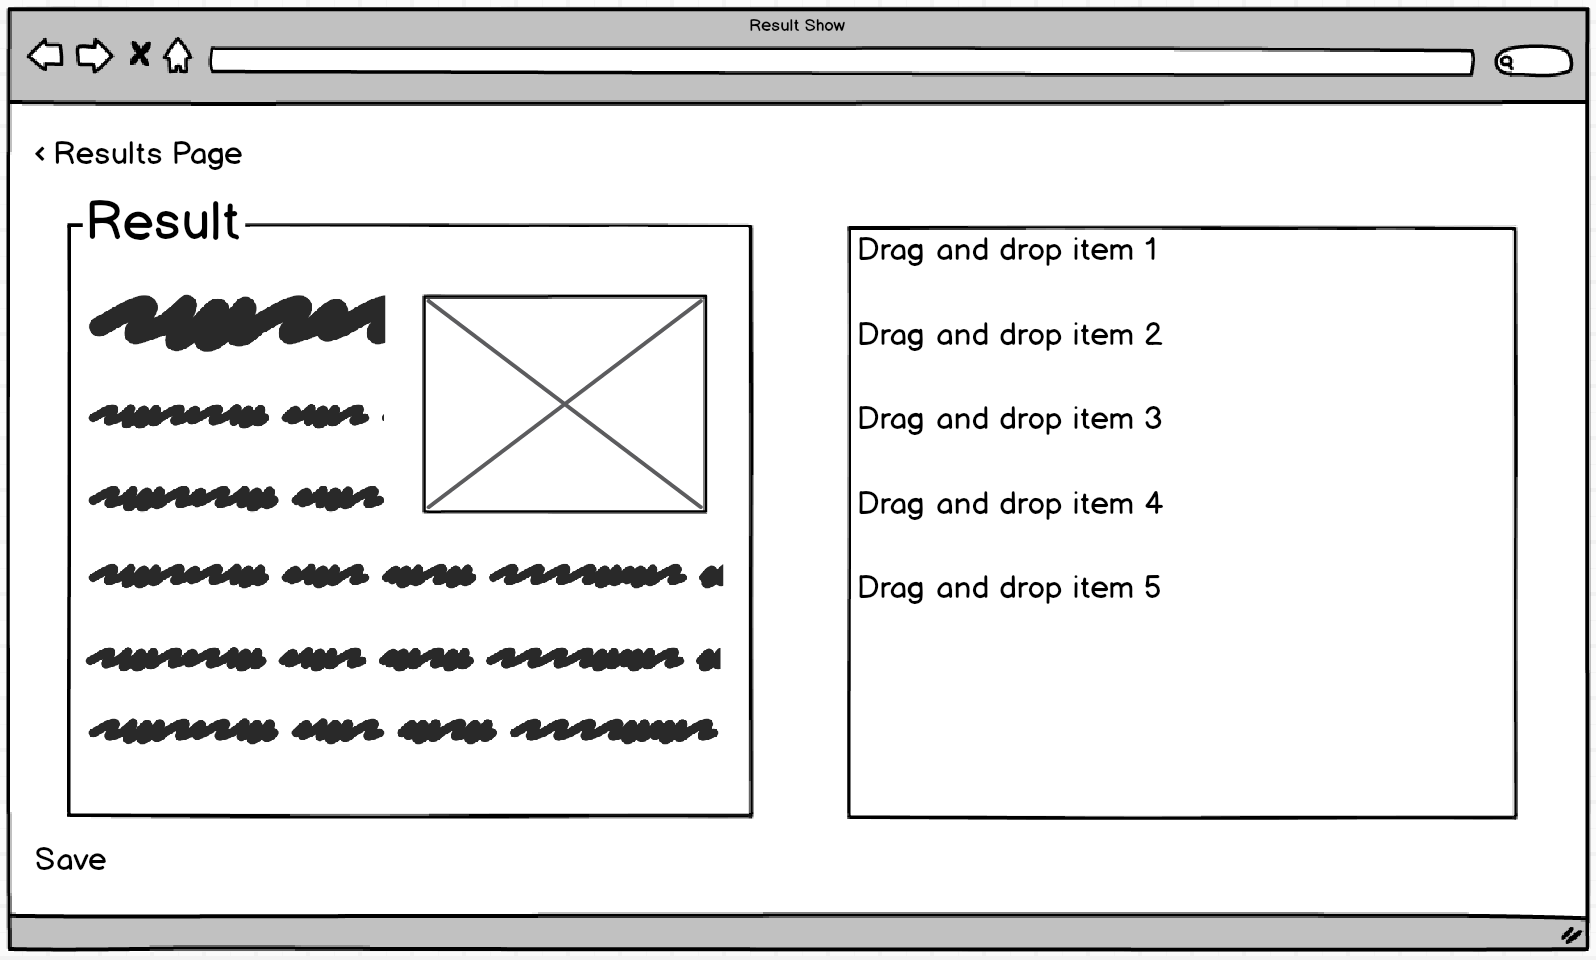 Result Show
< Results Page
Result
Drag and drop item 1
Drag and drop item 2
Drag and drop item 3
Drag and drop item 4
Drag and drop item 5
Save